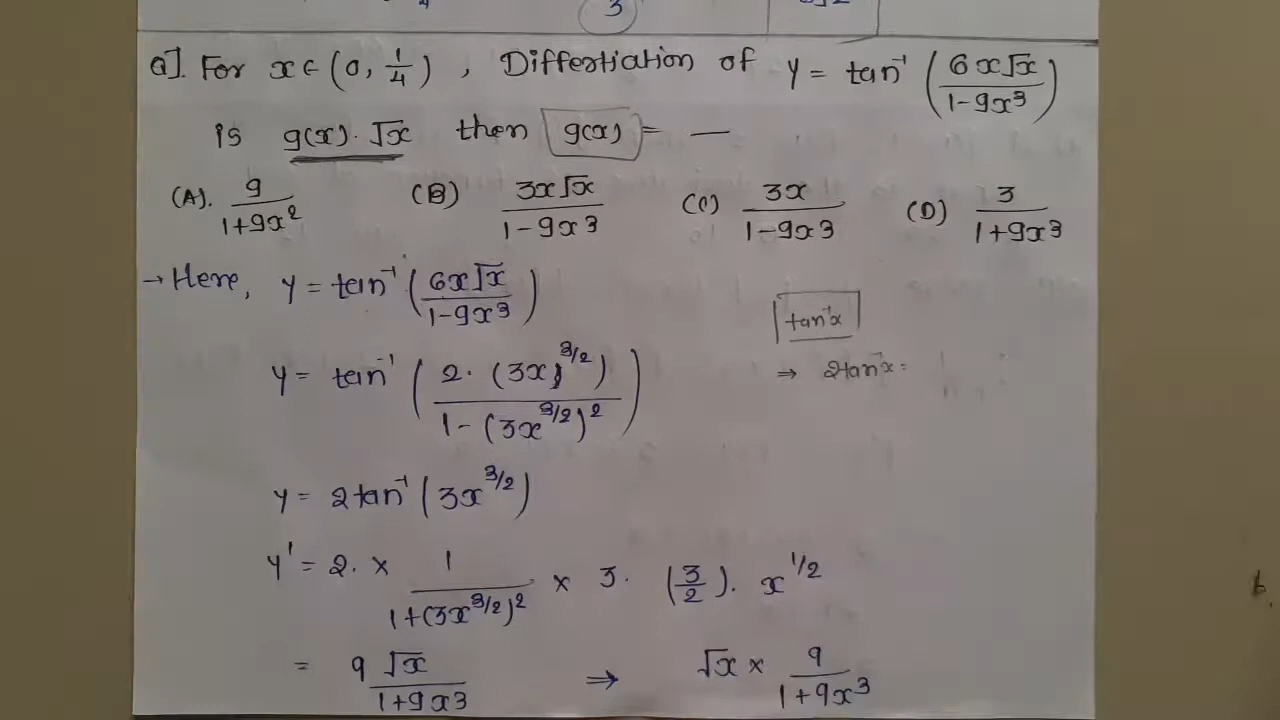 3
Q]. For x ∈ (0, 1/4) , Differtiation of y = tan⁻¹ (6x√x / 1-9x³)
is g(x).√x then g(x) = —
(A). 9 / 1+9x² (B) 3x√x / 1-9x³ (C) 3x / 1-9x³ (D) 3 / 1+9x³
→ Here, y = tan⁻¹ (6x√x / 1-9x³)
tan⁻¹x
y = tan⁻¹ (2. (3x)^3/2) / 1-(3x^3/2)²)
⇒ 2tan⁻¹x =
y = 2tan⁻¹ (3x^3/2)
y' = 2. × 1 / 1+(3x^3/2)² × 3. (3/2). x^1/2
= 9 √x / 1+9x³ ⇒ √x × 9 / 1+9x³